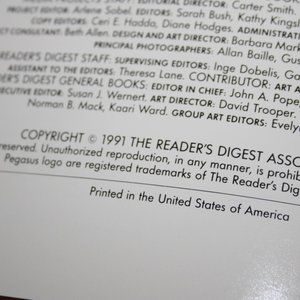 EDITORIAL DIRECTOR: Carter Smith,
PROJECT EDITOR: Arlene Sobel. EDITORS: Sarah Bush, Kathy Kings
COPY EDITORS: Ceri E. Hadda, Diane Hodges. ADMINISTRATI
ASSISTANT: Beth Allen. DESIGN AND ART DIRECTION: Barbara Mar
PRINCIPAL PHOTOGRAPHERS: Allan Baille, Gus
READER'S DIGEST STAFF: SUPERVISING EDITORS: Inge Dobelis, Ga
ASSISTANT TO THE EDITORS: Theresa Lane. CONTRIBUTOR: ART A
R'S DIGEST GENERAL BOOKS: EDITOR IN CHIEF: John A. Pope
EXECUTIVE EDITOR: Susan J. Wernert. ART DIRECTOR: David Trooper.
Norman B. Mack, Kaari Ward. GROUP ART EDITORS: Evely
COPYRIGHT © 1991 THE READER'S DIGEST ASSO
reserved. Unauthorized reproduction, in any manner, is prohib
Pegasus logo are registered trademarks of The Reader's Dig
Printed in the United States of America